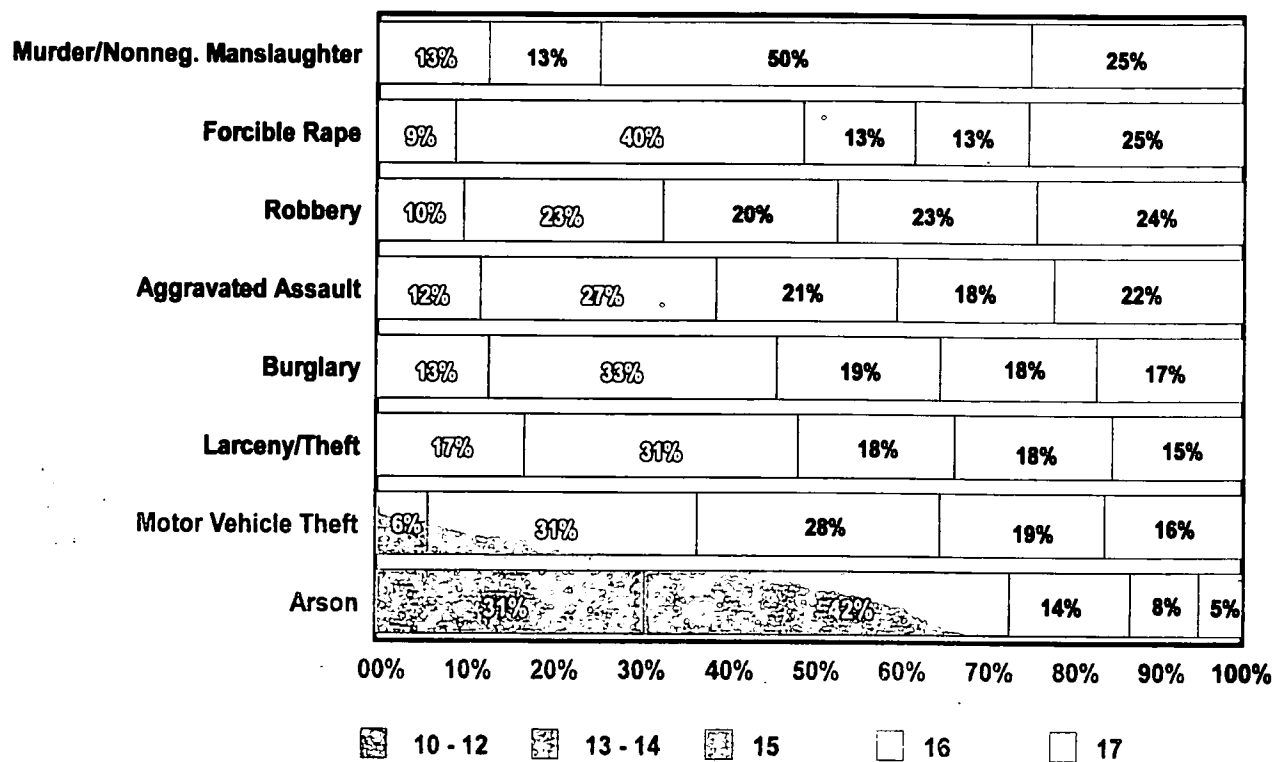 Murder/Nonneg. Manslaughter 13% 13% 50% 25%
Forcible Rape 9% 40% 13% 13% 25%
Robbery 10% 23% 20% 23% 24%
Aggravated Assault 12% 27% 21% 18% 22%
Burglary 13% 33% 19% 18% 17%
Larceny/Theft 17% 31% 18% 18% 15%
Motor Vehicle Theft 6% 31% 28% 19% 16%
Arson 31% 42% 14% 8% 5%
00% 10% 20% 30% 40% 50% 60% 70% 80% 90% 100%
10 - 12 13 - 14 15 16 17